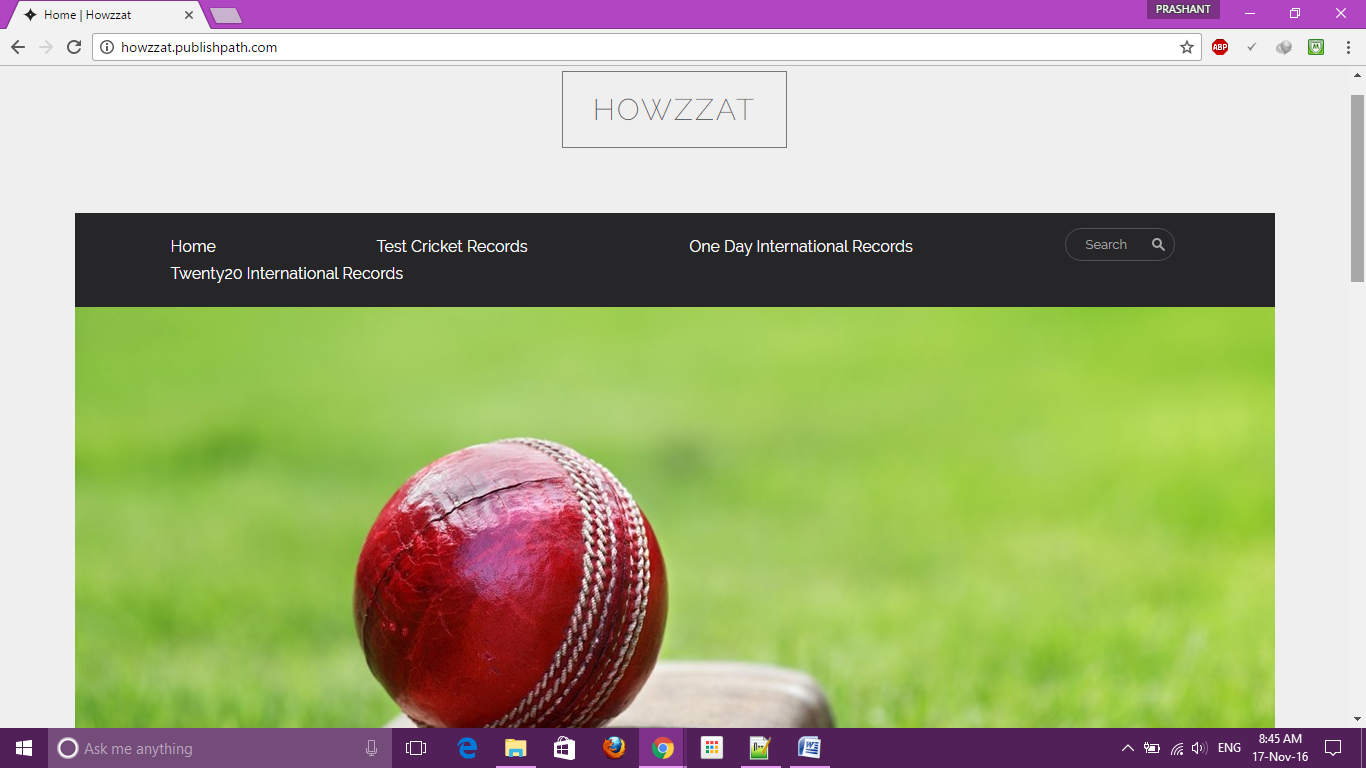 PRASHANT
Home | Howzzat
howzzat.publishpath.com
ABP
HOWZZAT
Home Test Cricket Records One Day International Records Search
Twenty20 International Records
Ask me anything
ENG
8:45 AM
17-Nov-16